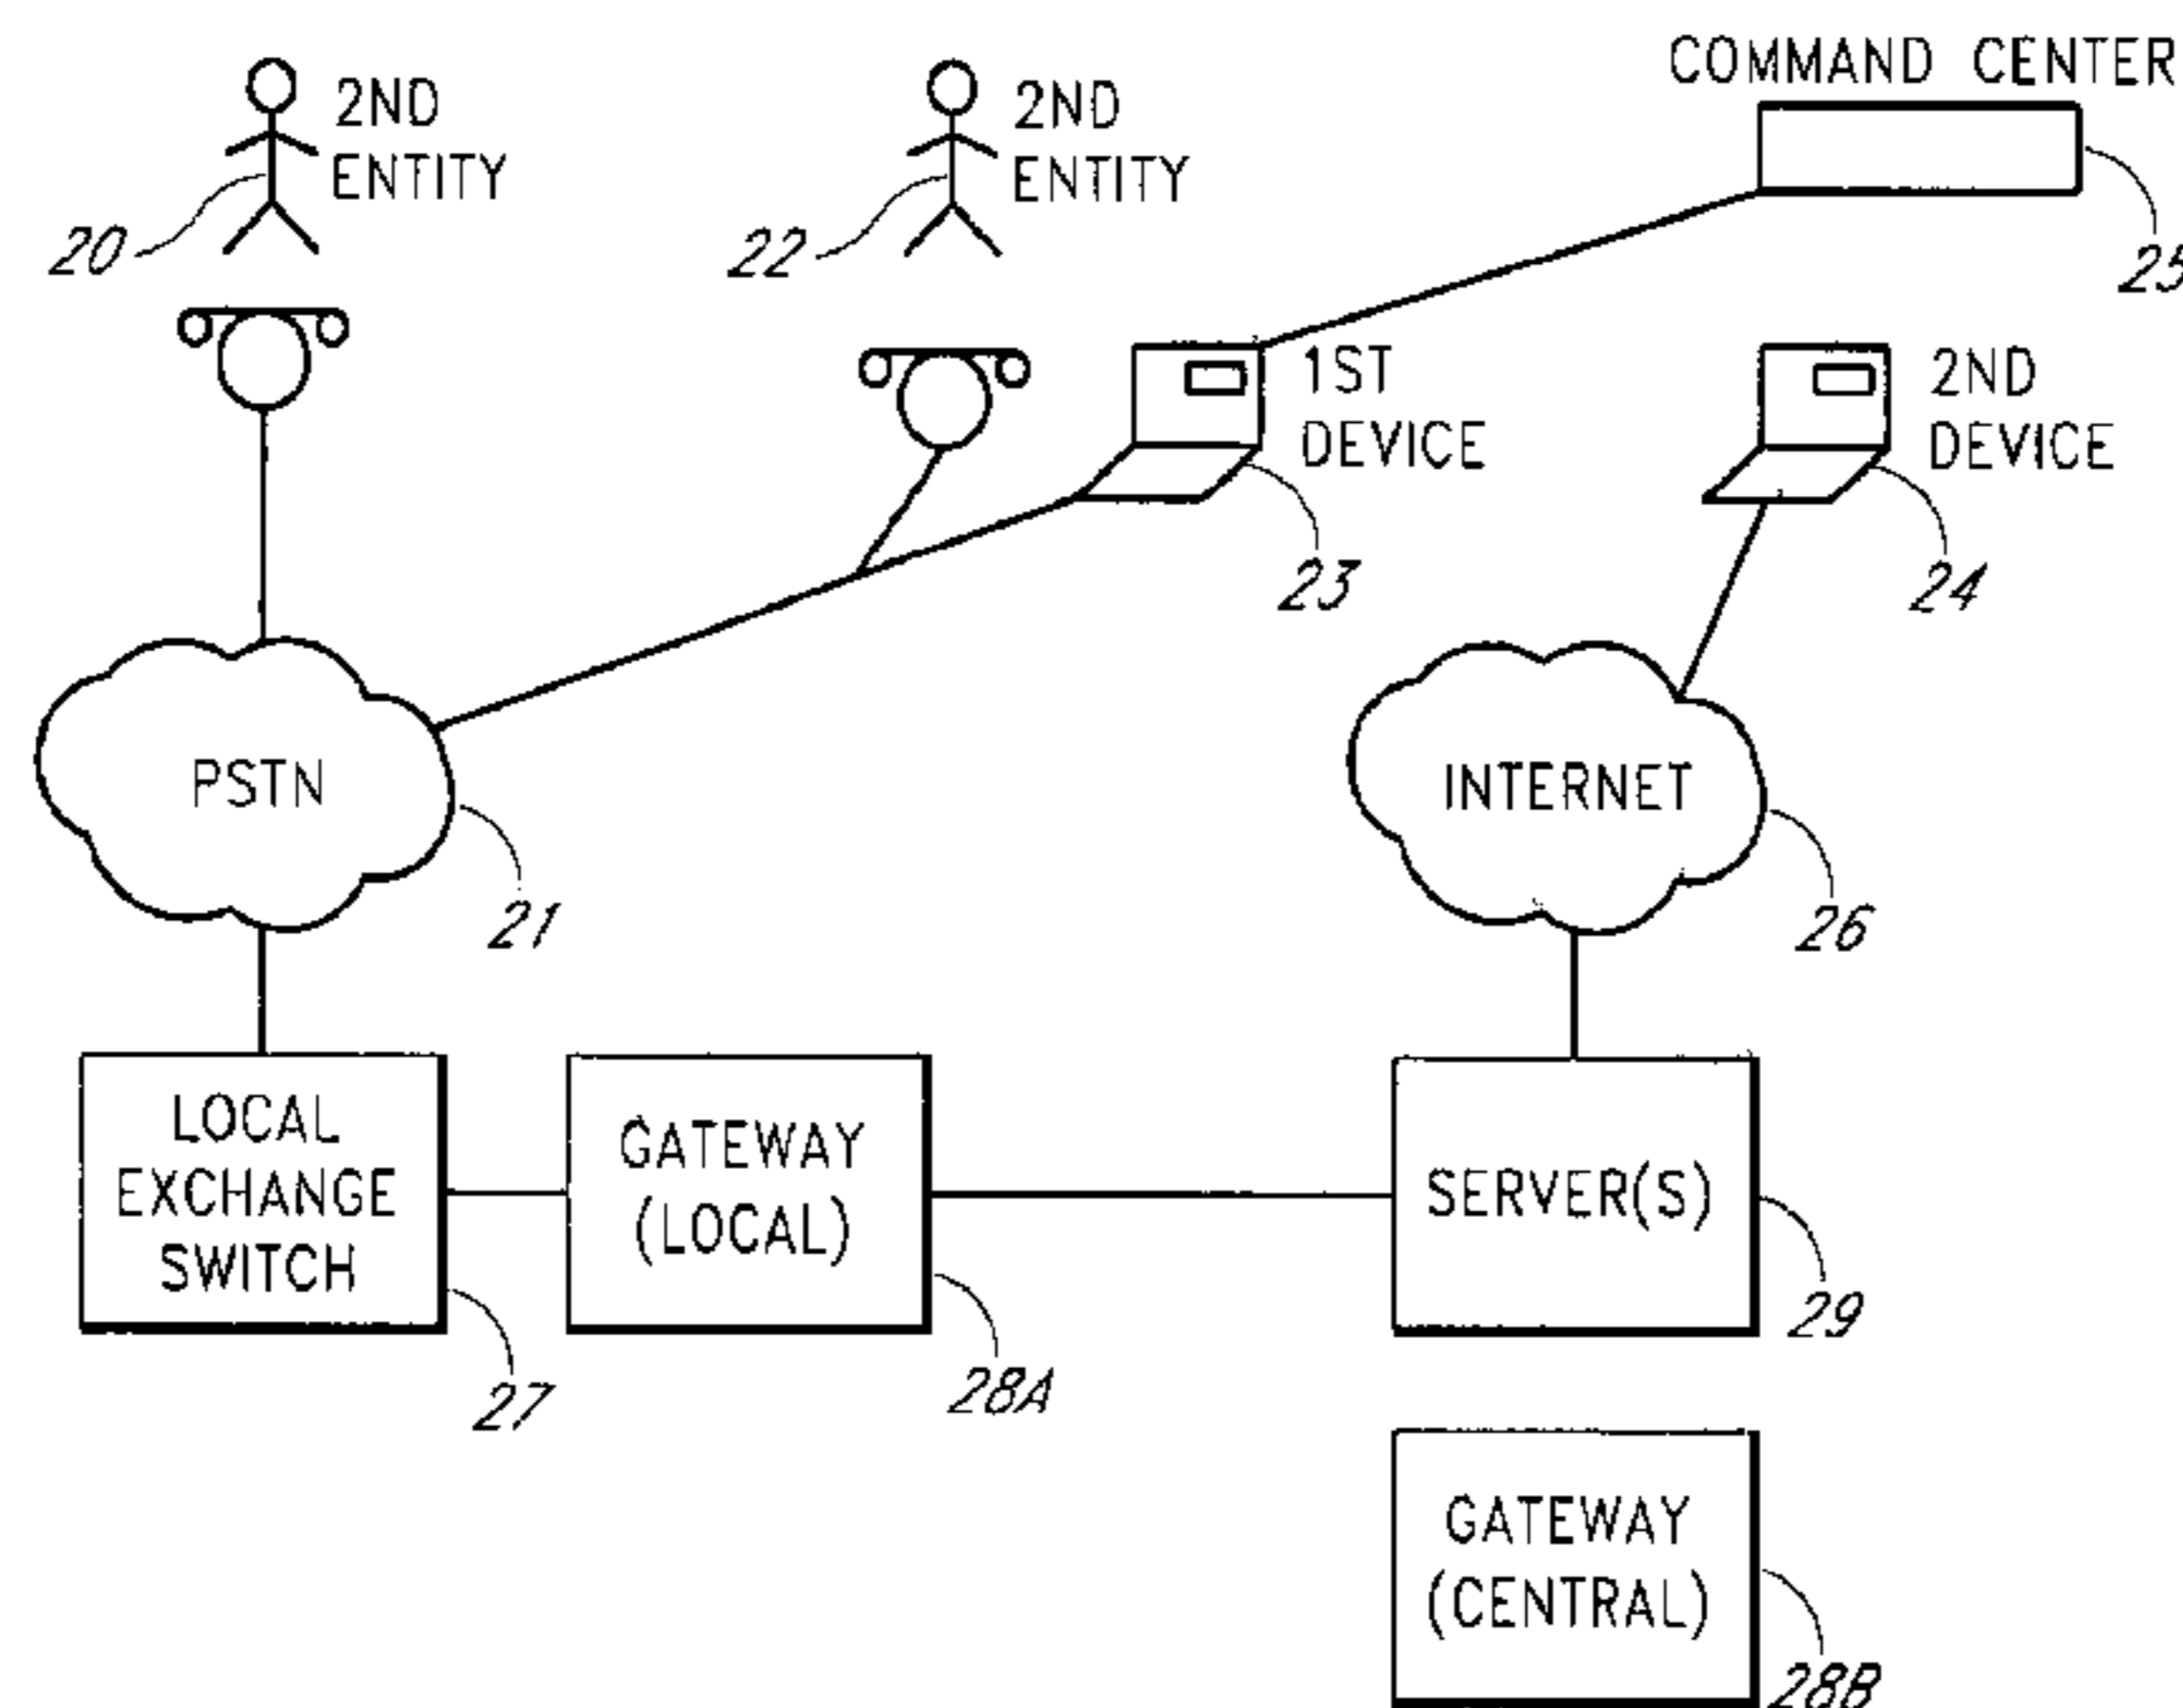 COMMAND CENTER
2ND
ENTITY
20
2ND
ENTITY
22
25
1ST
DEVICE
23
2ND
DEVICE
24
PSTN
21
INTERNET
26
LOCAL
EXCHANGE
SWITCH
27
GATEWAY
(LOCAL)
28A
SERVER(S)
29
GATEWAY
(CENTRAL)
28B